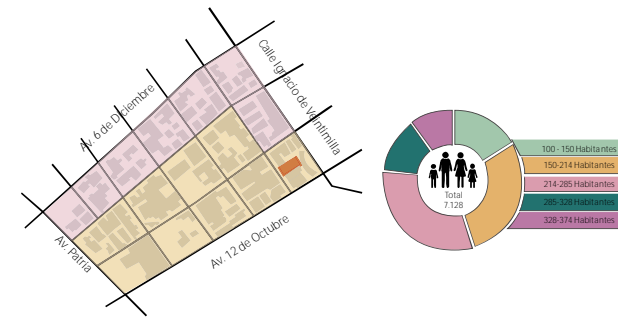 Av. 6 de Diciembre
Calle Ignacio de Veintimilla
Av. Patria
Av. 12 de Octubre
Total
7.128
100 - 150 Habitantes
150-214 Habitantes
214-285 Habitantes
285-328 Habitantes
328-374 Habitantes